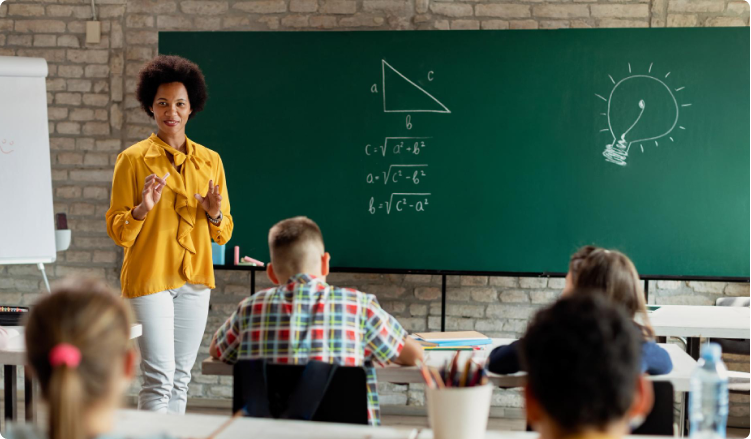 a
c
b
c=√a²+b²
a=√c²-b²
b=√c²-a²